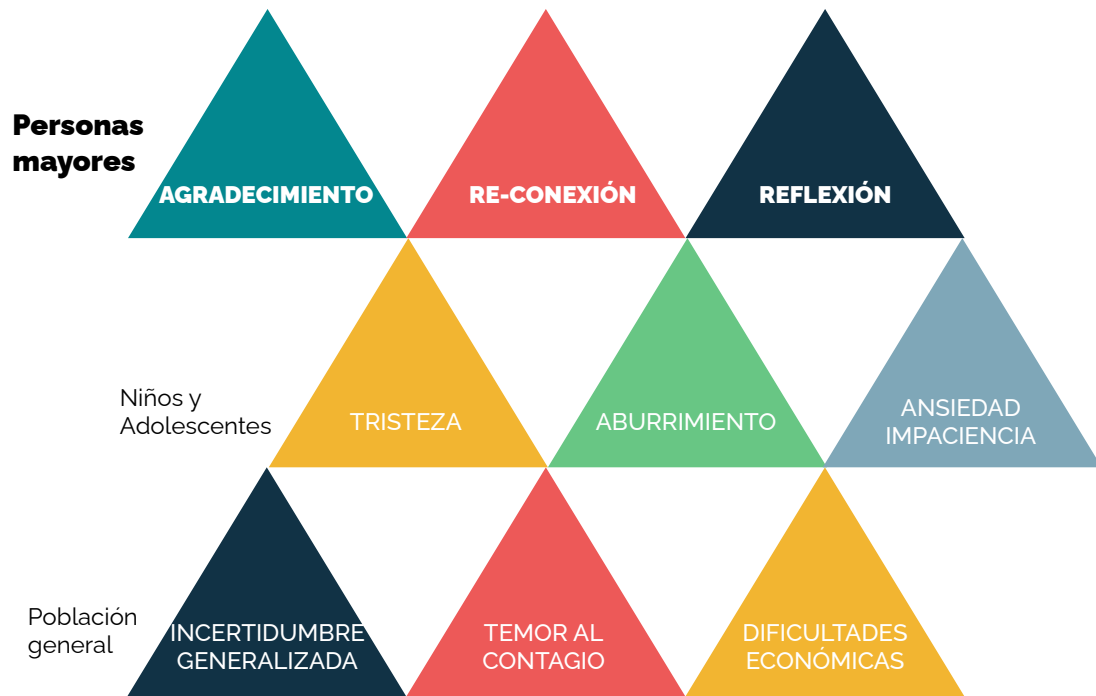 Personas
mayores
AGRADECIMIENTO
RE-CONEXIÓN
REFLEXIÓN
Niños y
Adolescentes
TRISTEZA
ABURRIMIENTO
ANSIEDAD
IMPACIENCIA
Población
general
INCERTIDUMBRE
GENERALIZADA
TEMOR AL
CONTAGIO
DIFICULTADES
ECONÓMICAS